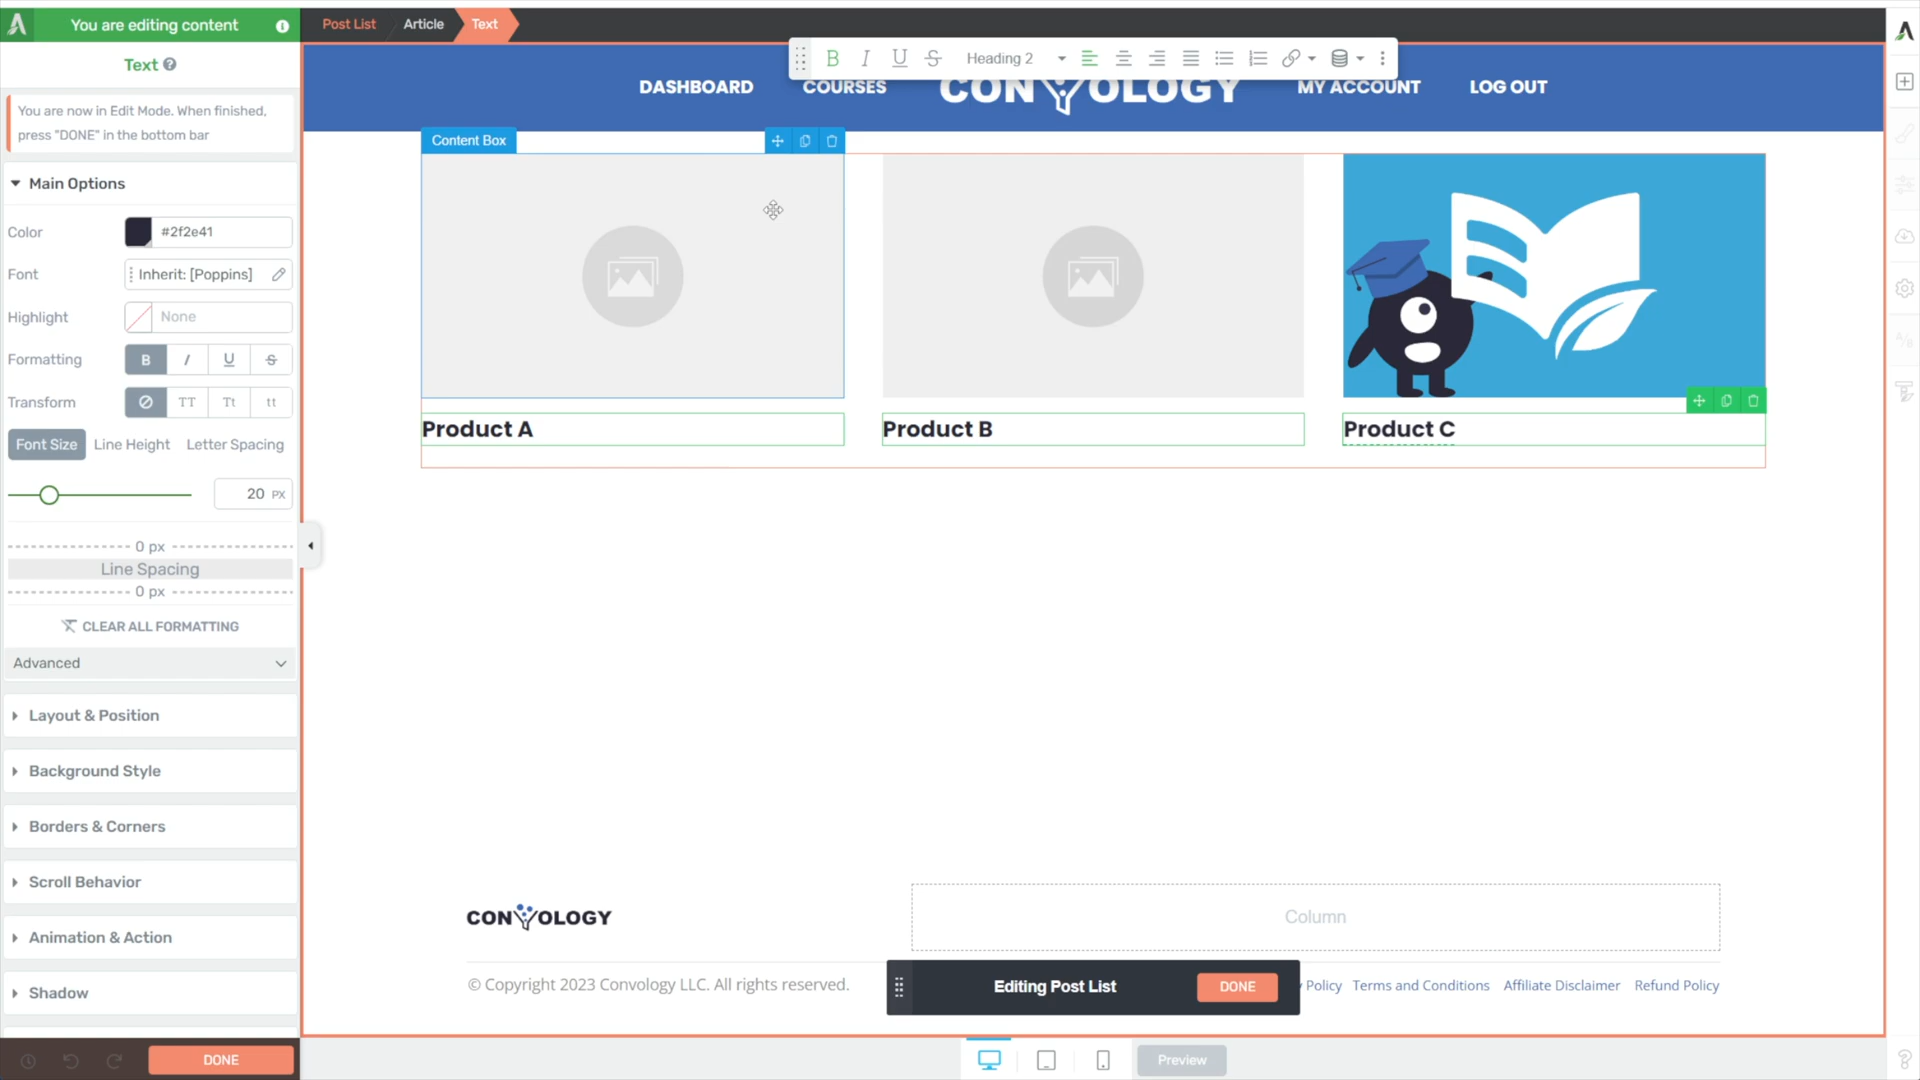 You are editing content
Post List
Article
Text
Text
You are now in Edit Mode. When finished,
press "DONE" in the bottom bar
Main Options
Color
#2f2e41
Font
Inherit: [Poppins]
Highlight
None
Formatting
B
I
U
S
Transform
TT
Tt
tt
Font Size
Line Height
Letter Spacing
20 PX
0 px
Line Spacing
0 px
CLEAR ALL FORMATTING
Advanced
Layout & Position
Background Style
Borders & Corners
Scroll Behavior
Animation & Action
Shadow
DONE
B
I
U
S
Heading 2
DASHBOARD
COURSES
CONVOLOGY
MY ACCOUNT
LOG OUT
Content Box
Product A
Product B
Product C
CONVOLOGY
Column
© Copyright 2023 Convology LLC. All rights reserved.
Policy
Terms and Conditions
Affiliate Disclaimer
Refund Policy
Editing Post List
DONE
Preview
A/B